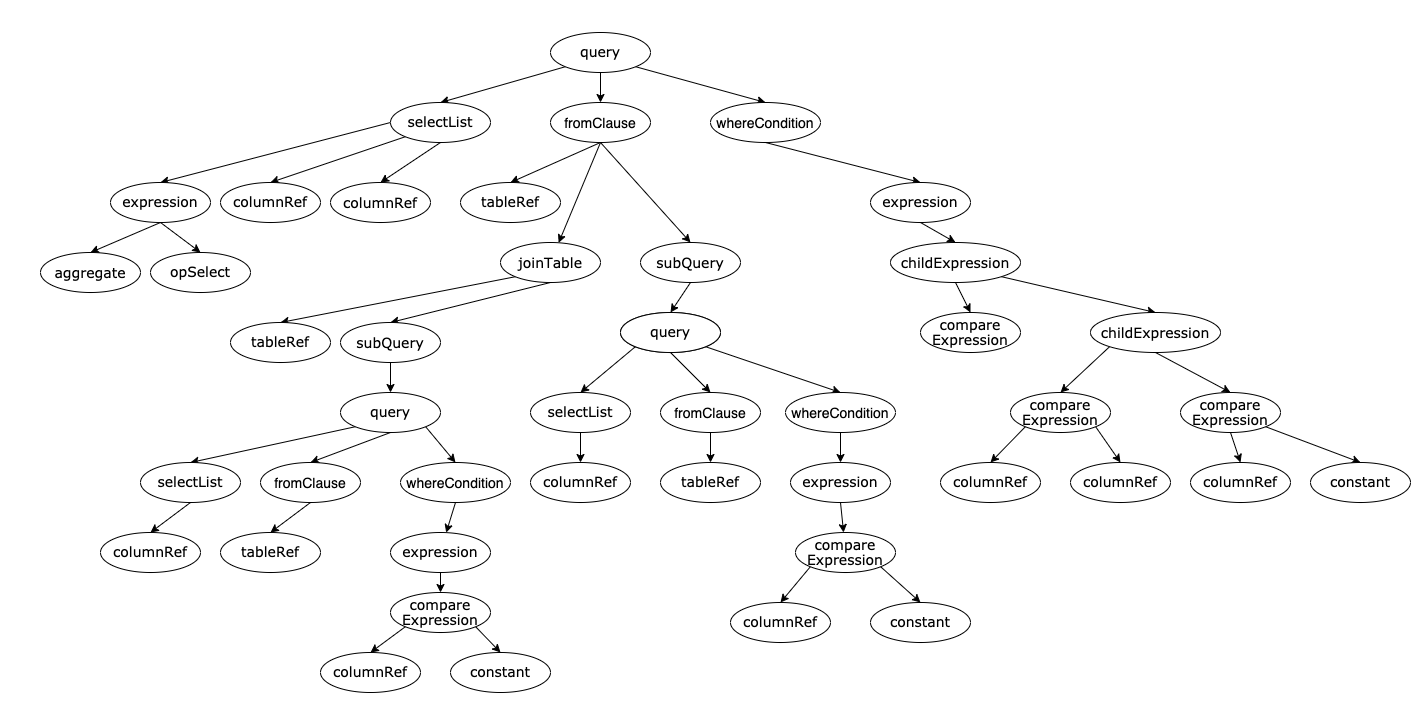 query
selectList
fromClause
whereCondition
expression
columnRef
columnRef
tableRef
expression
aggregate
opSelect
joinTable
subQuery
childExpression
tableRef
subQuery
query
compare
Expression
childExpression
query
selectList
fromClause
whereCondition
compare
Expression
compare
Expression
selectList
fromClause
whereCondition
columnRef
tableRef
expression
columnRef
columnRef
columnRef
constant
columnRef
tableRef
expression
compare
Expression
compare
Expression
columnRef
constant
columnRef
constant